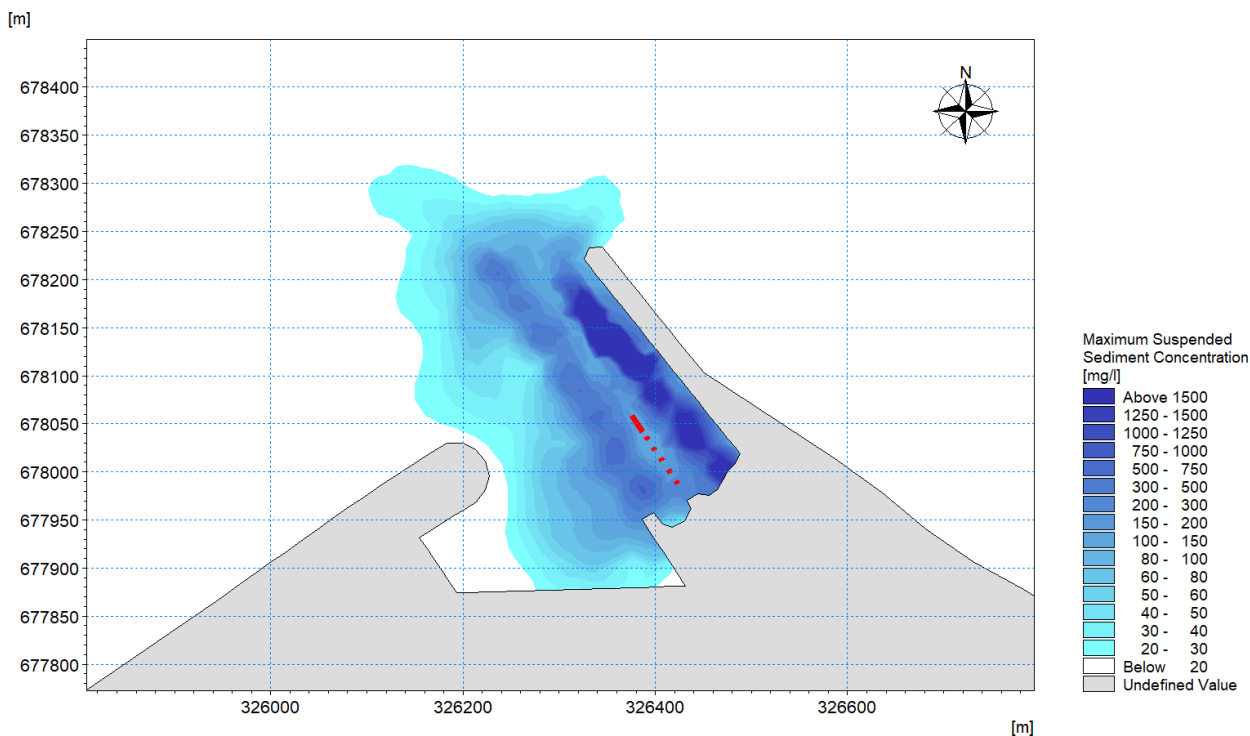 [m]
N
678400
678350
678300
678250
678200
678150
678100
678050
678000
677950
677900
677850
677800
326000 326200 326400 326600
[m]
Maximum Suspended
Sediment Concentration
[mg/l]
Above 1500
1250 - 1500
1000 - 1250
750 - 1000
500 - 750
300 - 500
200 - 300
150 - 200
100 - 150
80 - 100
60 - 80
50 - 60
40 - 50
30 - 40
20 - 30
Below 20
Undefined Value